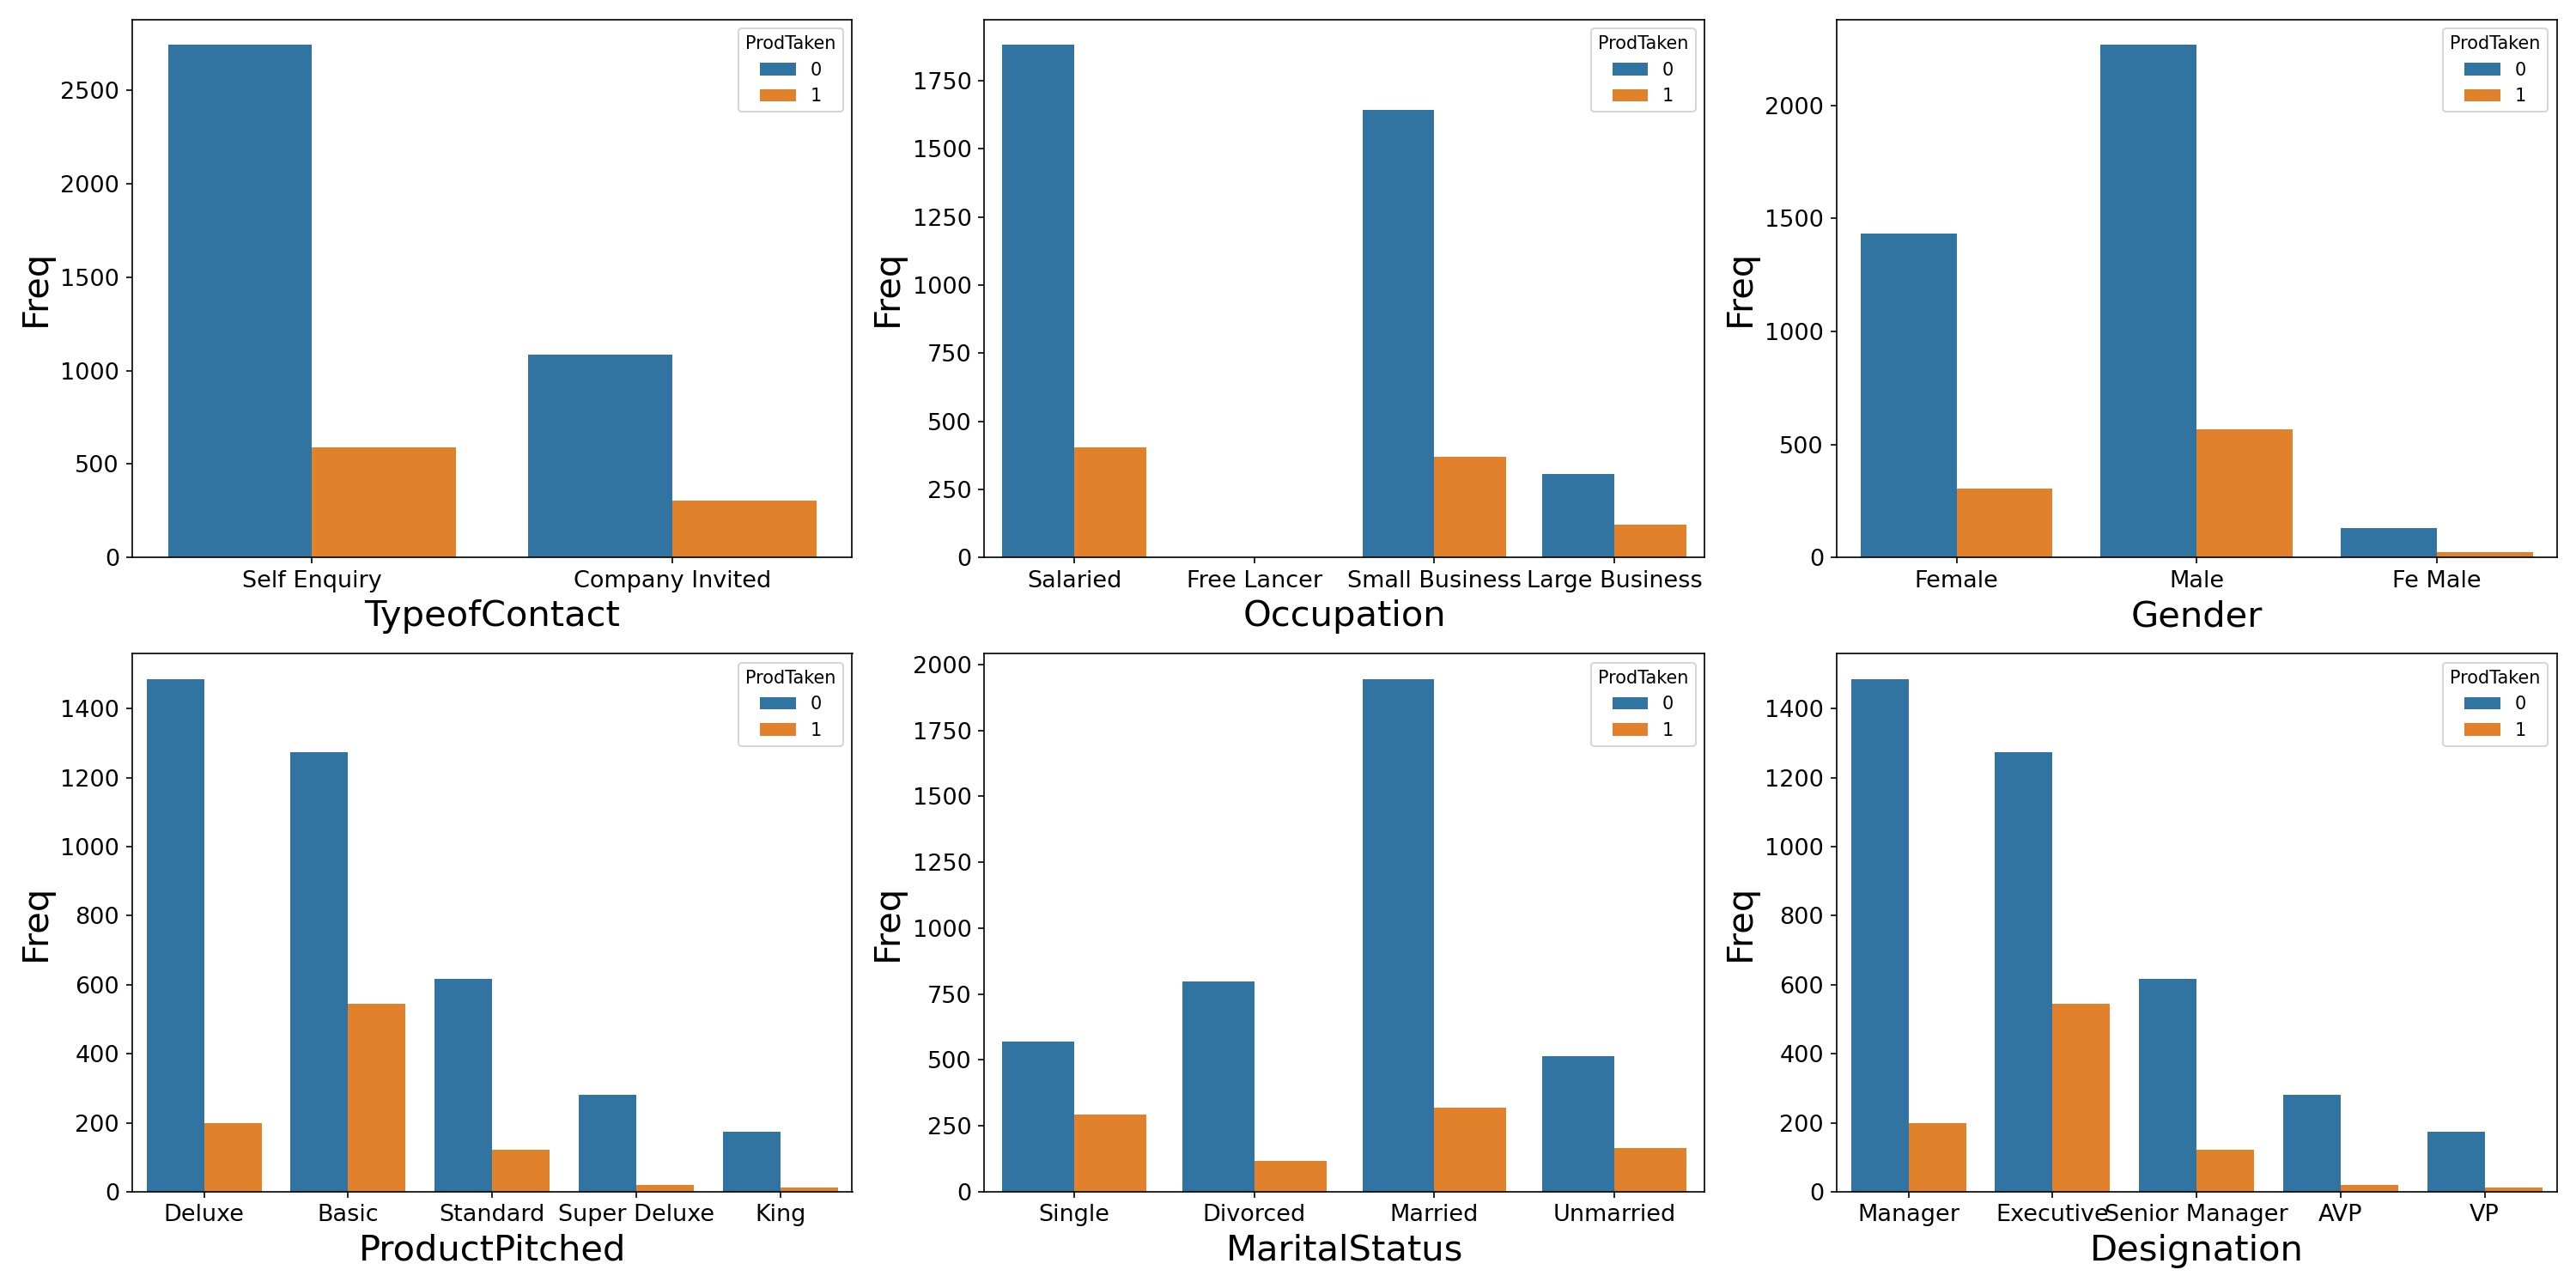 ProdTaken
0
1
2500
2000
1500
1000
500
0
Freq
Self Enquiry
Company Invited
TypeofContact
ProdTaken
0
1
1750
1500
1250
1000
750
500
250
0
Freq
Salaried
Free Lancer
Small Business
Large Business
Occupation
ProdTaken
0
1
2000
1500
1000
500
0
Freq
Female
Male
Fe Male
Gender
ProdTaken
0
1
1400
1200
1000
800
600
400
200
0
Freq
Deluxe
Basic
Standard
Super Deluxe
King
ProductPitched
ProdTaken
0
1
2000
1750
1500
1250
1000
750
500
250
0
Freq
Single
Divorced
Married
Unmarried
MaritalStatus
ProdTaken
0
1
1400
1200
1000
800
600
400
200
0
Freq
Manager
Executive
Senior Manager
AVP
VP
Designation